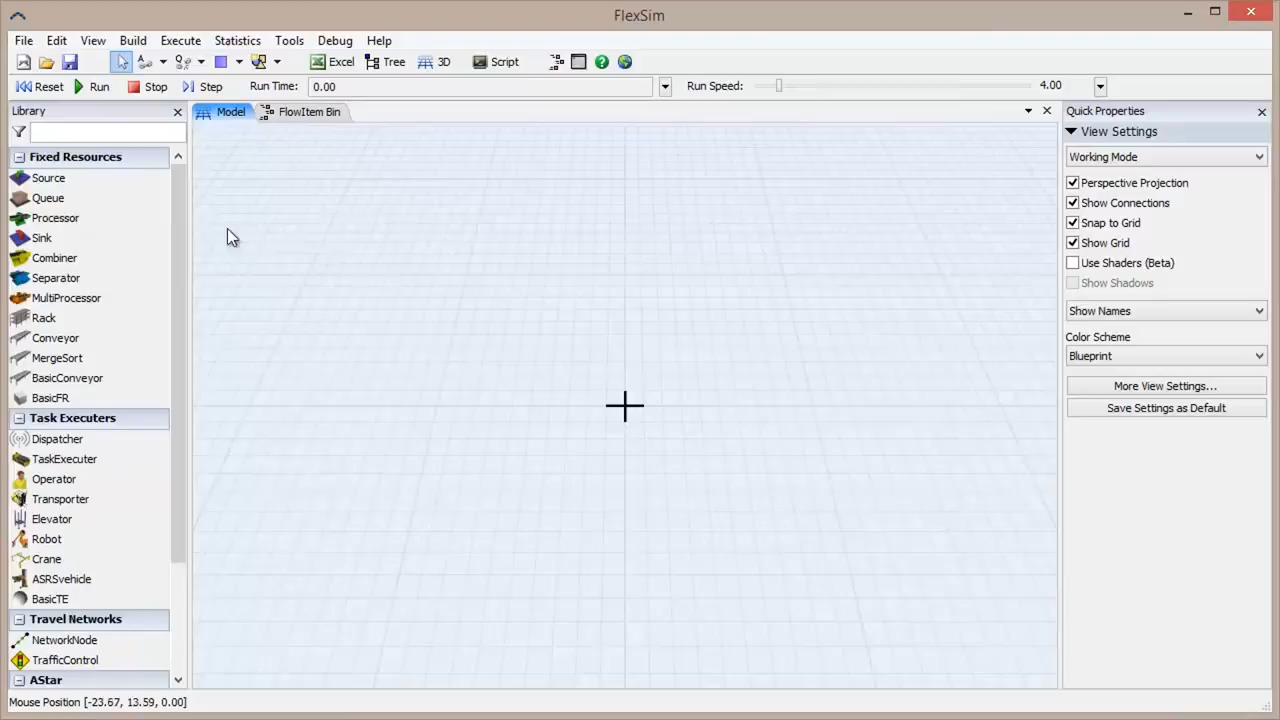 FlexSim
File Edit View Build Execute Statistics Tools Debug Help
Excel Tree 3D Script
Reset Run Stop Step Run Time: 0.00 Run Speed: 4.00
Library
Model FlowItem Bin
Quick Properties
View Settings
Fixed Resources
Source
Queue
Processor
Sink
Combiner
Separator
MultiProcessor
Rack
Conveyor
MergeSort
BasicConveyor
BasicFR
Task Executers
Dispatcher
TaskExecuter
Operator
Transporter
Elevator
Robot
Crane
ASRSvehicle
BasicTE
Travel Networks
NetworkNode
TrafficControl
AStar
Working Mode
Perspective Projection
Show Connections
Snap to Grid
Show Grid
Use Shaders (Beta)
Show Shadows
Show Names
Color Scheme
Blueprint
More View Settings...
Save Settings as Default
Mouse Position [-23.67, 13.59, 0.00]